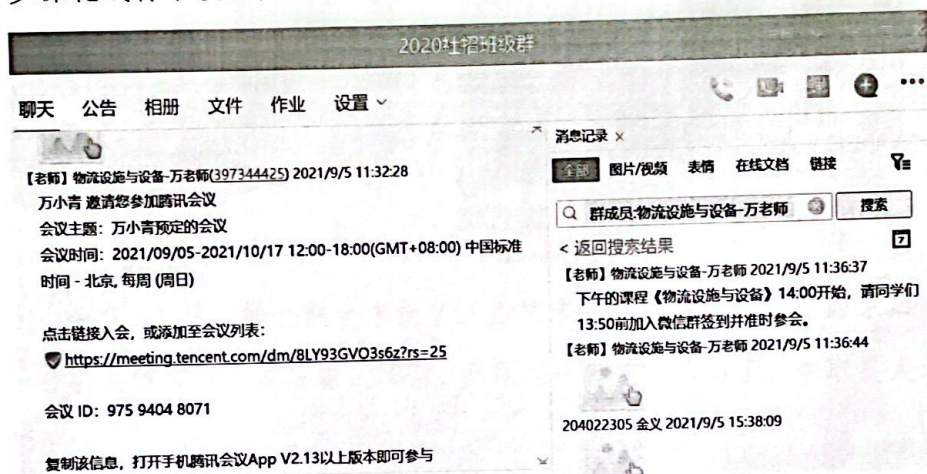 2020社招班级群
聊天 公告 相册 文件 作业 设置
【老师】物流设施与设备-万老师(397344425) 2021/9/5 11:32:28
万小青 邀请您参加腾讯会议
会议主题：万小青预定的会议
会议时间：2021/09/05-2021/10/17 12:00-18:00(GMT+08:00) 中国标准
时间 - 北京, 每周 (周日)
点击链接入会，或添加至会议列表：
https://meeting.tencent.com/dm/8LY93GVO3s6z?rs=25
会议 ID：975 9404 8071
复制该信息，打开手机腾讯会议App V2.13以上版本即可参与
消息记录 ×
全部 图片/视频 表情 在线文档 链接
群成员:物流设施与设备-万老师 搜索
< 返回搜索结果 7
【老师】物流设施与设备-万老师 2021/9/5 11:36:37
下午的课程《物流设施与设备》14:00开始，请同学们
13:50前加入微信群签到并准时参会。
【老师】物流设施与设备-万老师 2021/9/5 11:36:44
204022305 金义 2021/9/5 15:38:09